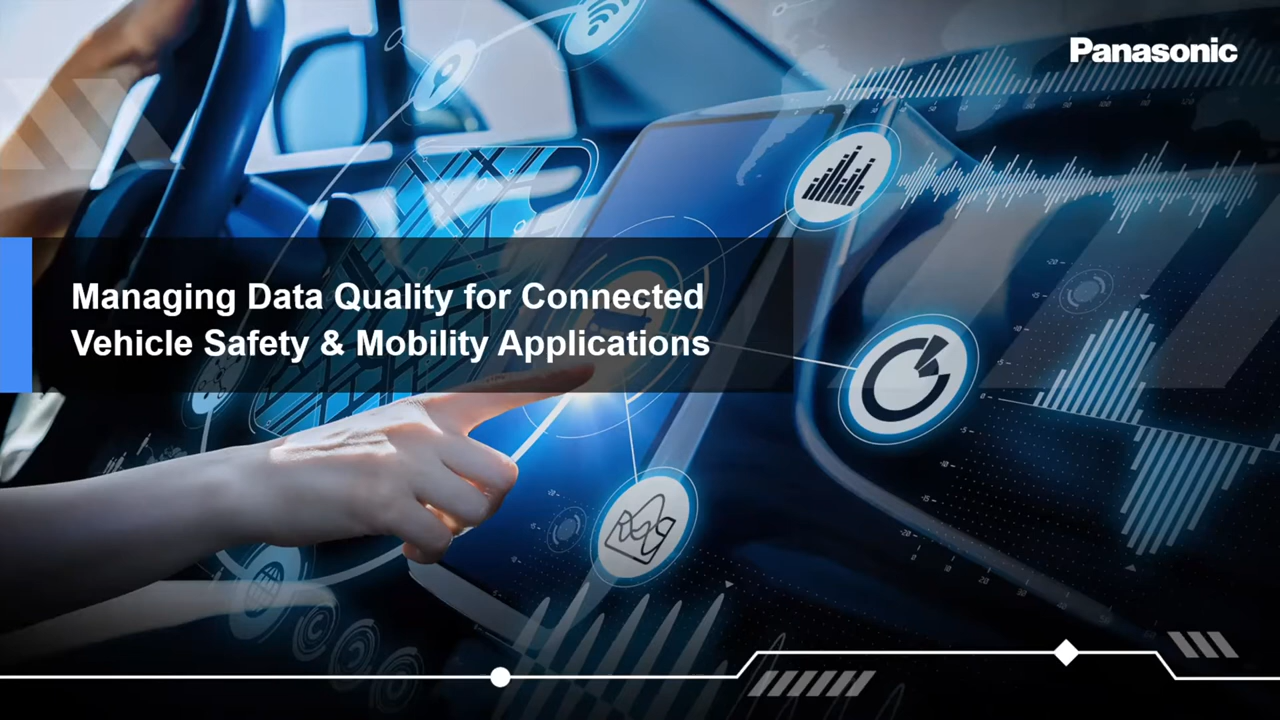 Panasonic
Managing Data Quality for Connected
Vehicle Safety & Mobility Applications